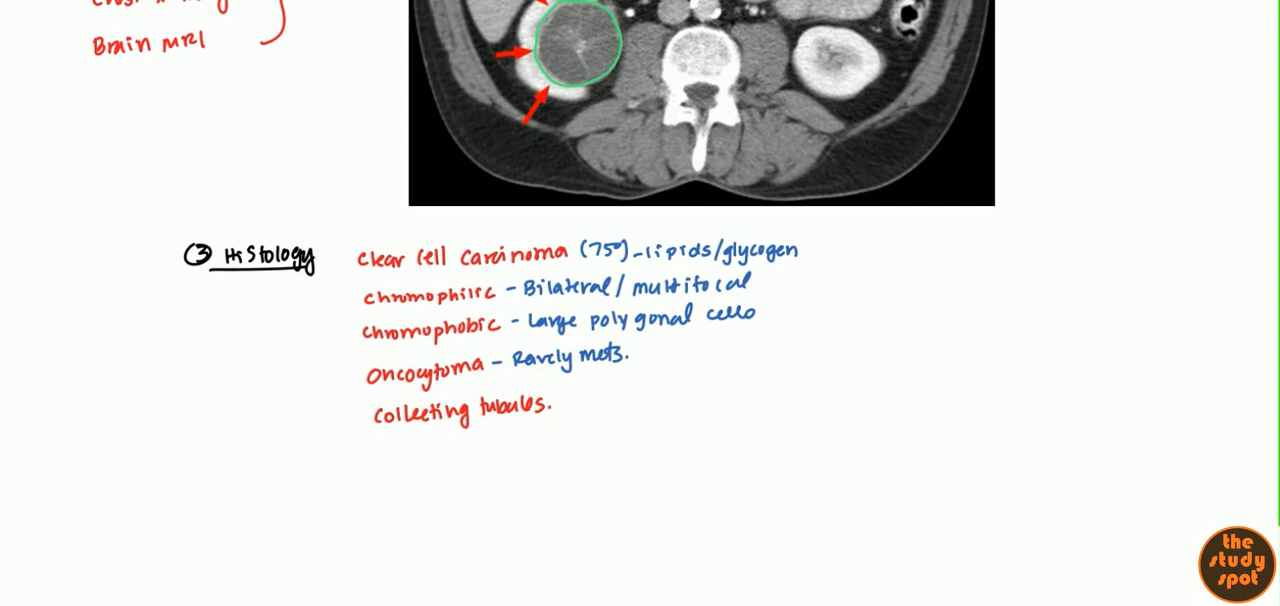 Brain MRI
③ Histology
Clear Cell Carcinoma (75%) - lipids/glycogen
Chromophilic - Bilateral / multifocal
Chromophobic - Large polygonal cells
Oncocytoma - Rarely mets.
Collecting tubules.
the
study
spot